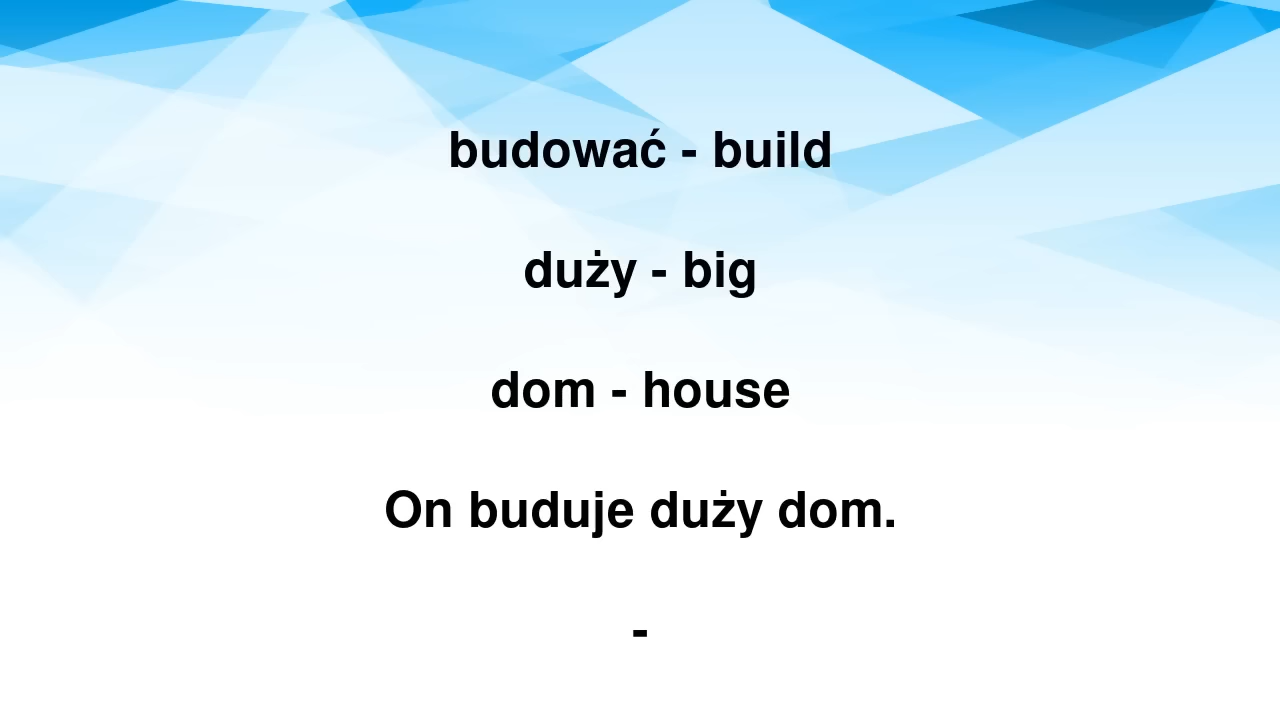 budować - build
duży - big
dom - house
On buduje duży dom.
-